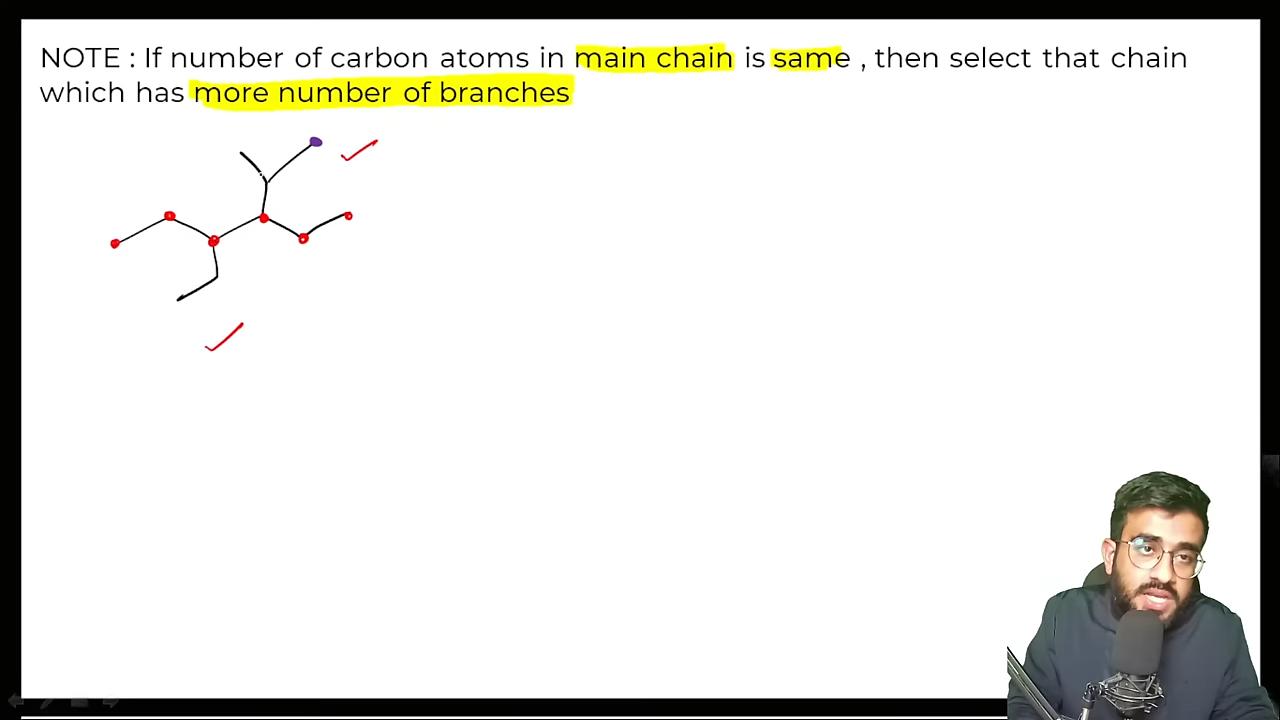 NOTE : If number of carbon atoms in main chain is same , then select that chain
which has more number of branches